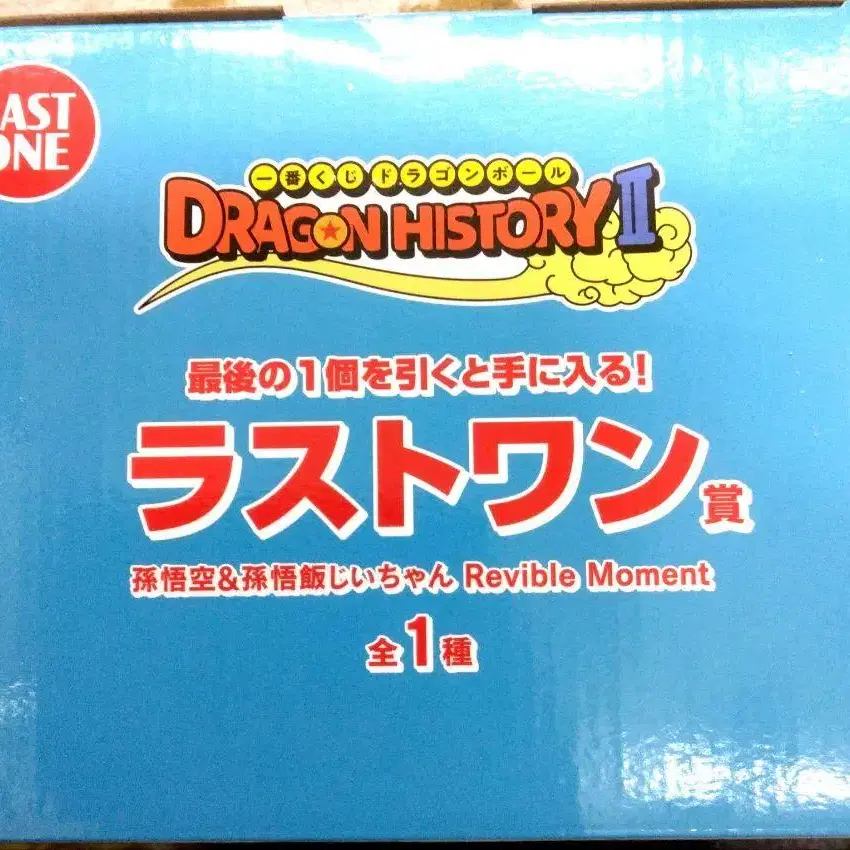 LAST
ONE
一番くじ ドラゴンボール
DRAGON HISTORY II
最後の1個を引くと手に入る!
ラストワン賞
孫悟空&孫悟飯じいちゃん Revible Moment
全1種